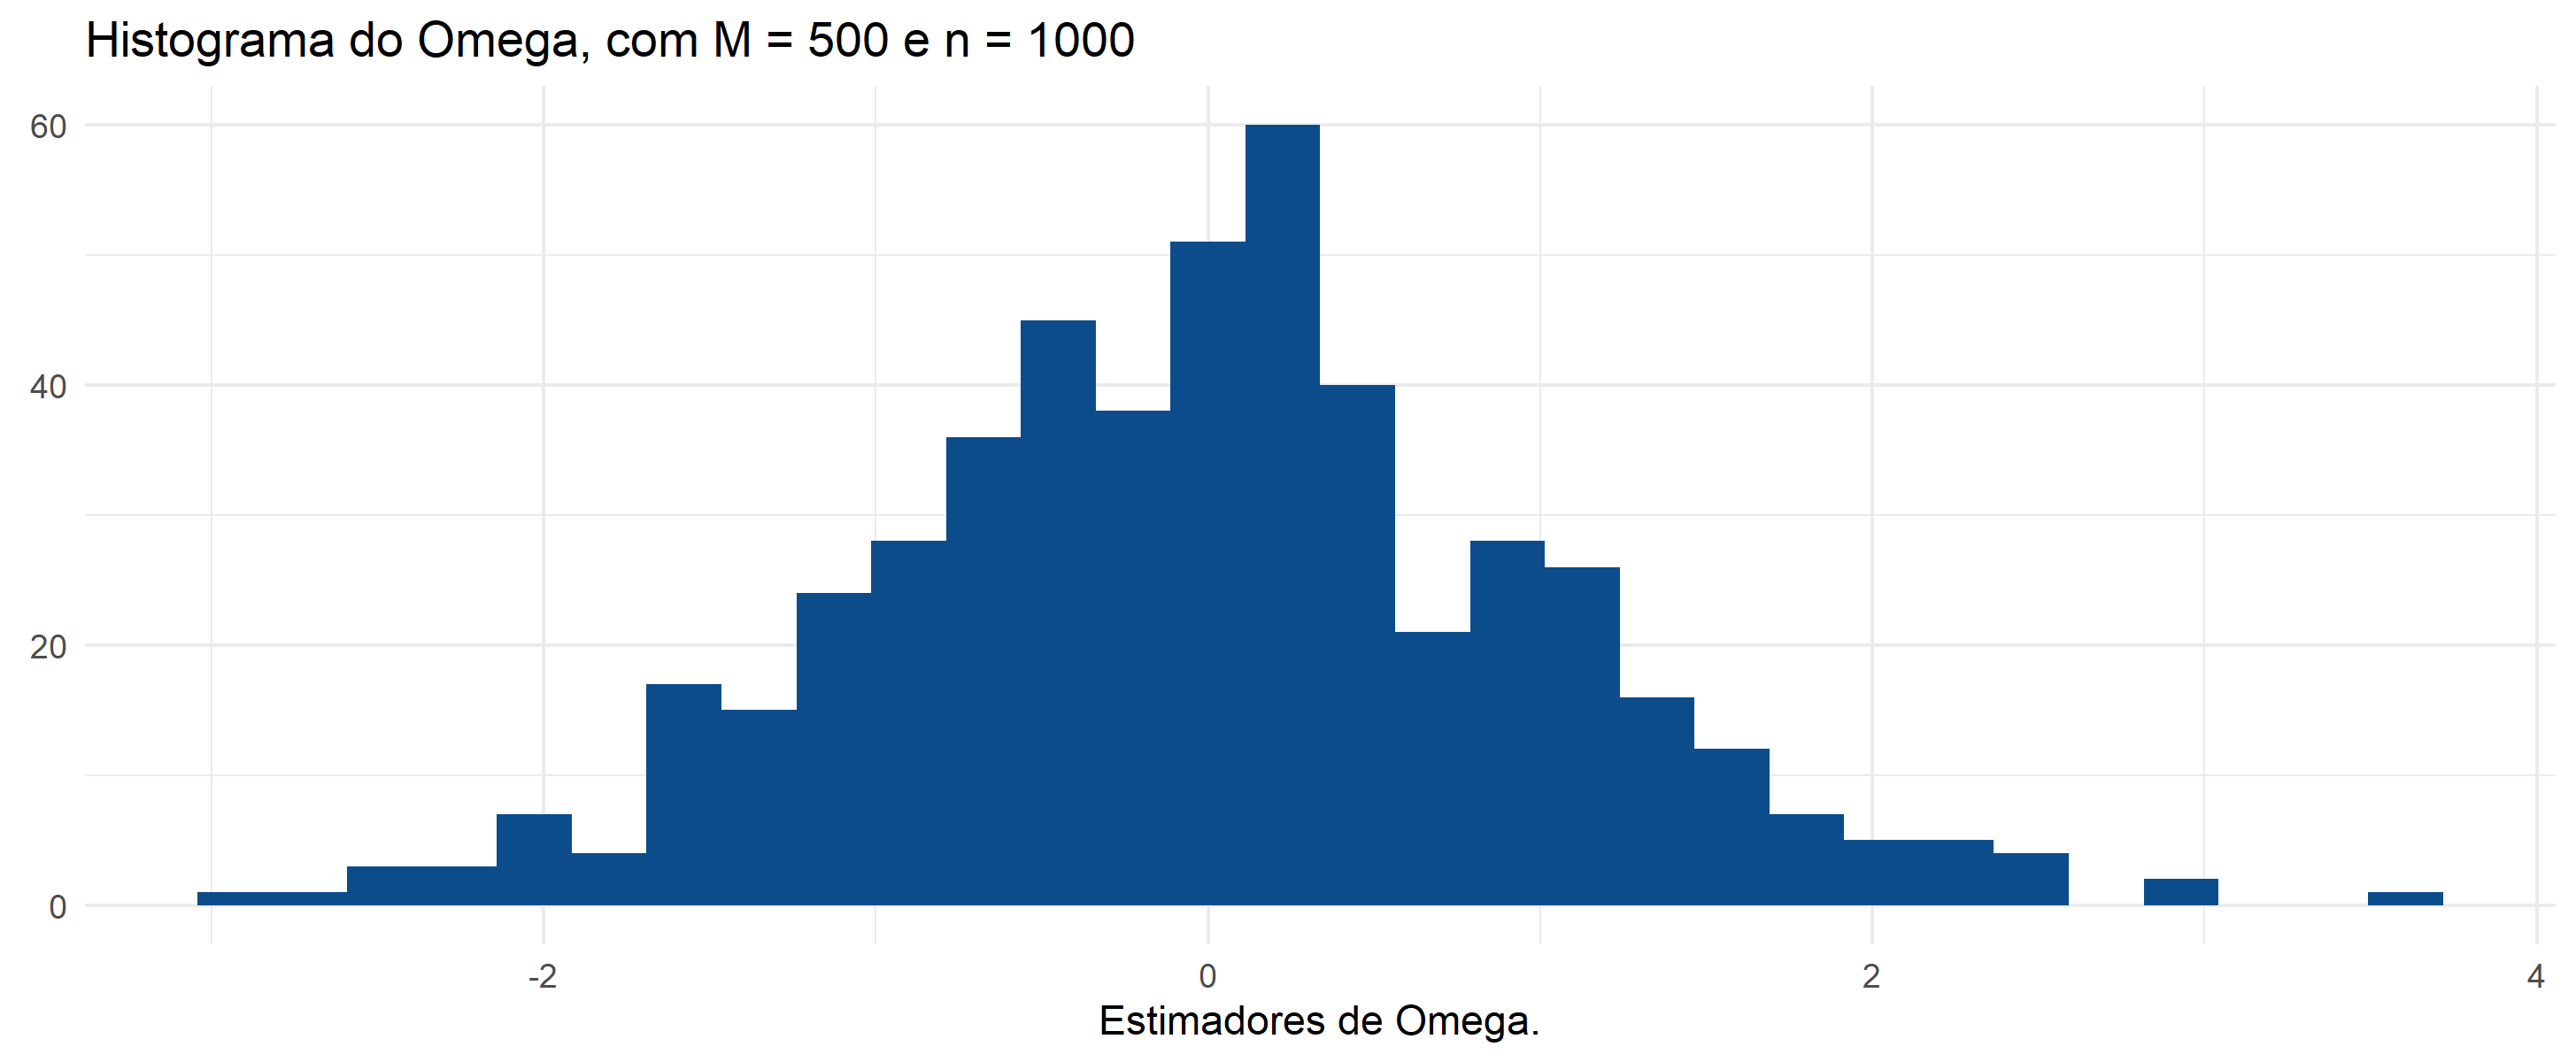 Histograma do Omega, com M = 500 e n = 1000
60
40
20
0
-2 0 2 4
Estimadores de Omega.